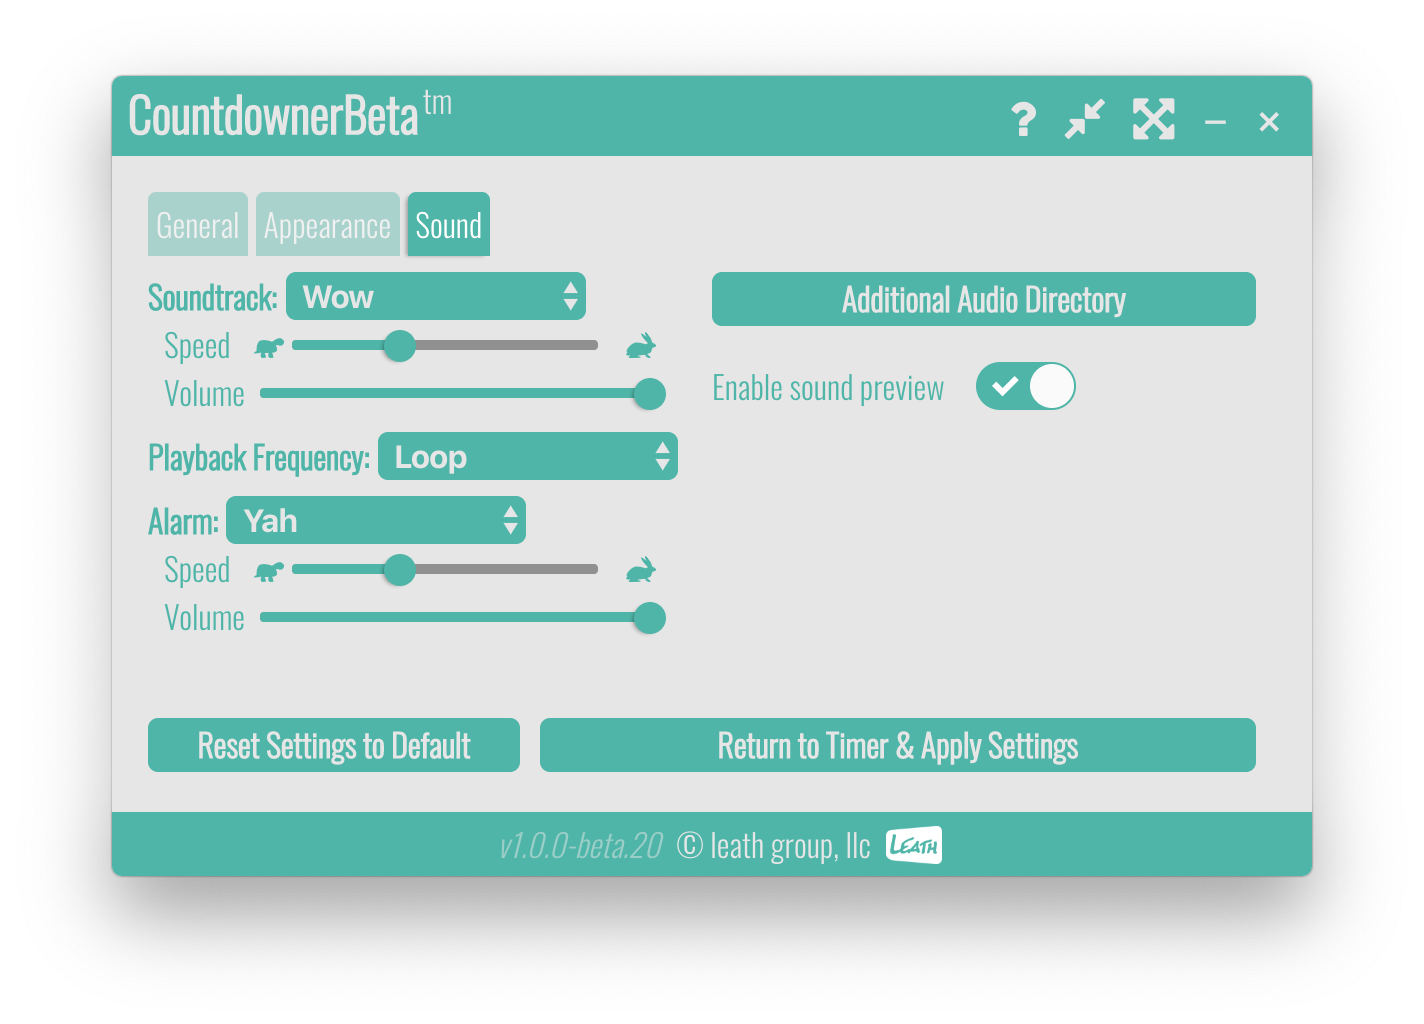 CountdownerBeta tm
General Appearance Sound
Soundtrack: Wow
Additional Audio Directory
Speed
Enable sound preview
Volume
Playback Frequency: Loop
Alarm: Yah
Speed
Volume
Reset Settings to Default
Return to Timer & Apply Settings
v1.0.0-beta.20 © leath group, llc LEATH